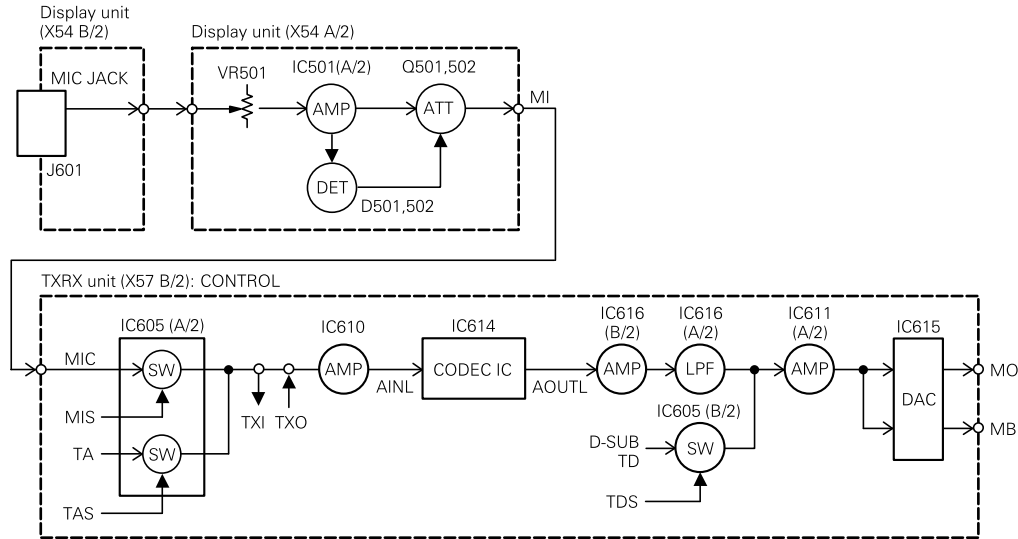 Display unit
(X54 B/2)
Display unit (X54 A/2)
MIC JACK
VR501
IC501(A/2)
Q501,502
AMP
ATT
MI
J601
DET
D501,502
TXRX unit (X57 B/2): CONTROL
IC605 (A/2)
IC610
IC614
IC616
(B/2)
IC616
(A/2)
IC611
(A/2)
IC615
MIC
SW
AMP
CODEC IC
AMP
LPF
AMP
MO
AINL
AOUTL
DAC
MIS
TXI
TXO
IC605 (B/2)
MB
TA
SW
D-SUB
TD
SW
TAS
TDS